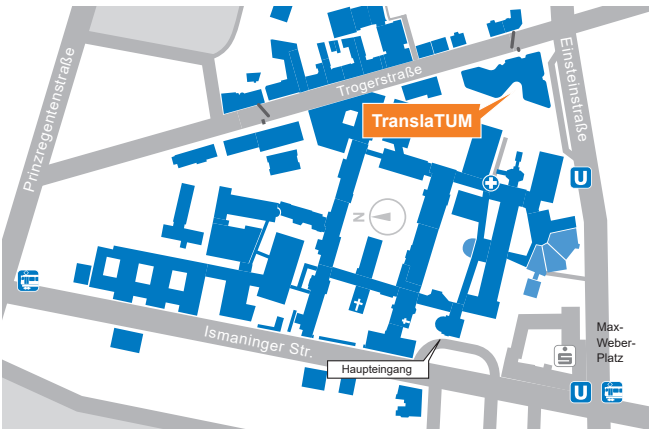 Prinzregentenstraße
Trogerstraße
Einsteinstraße
TranslaTUM
U
N
Ismaninger Str.
Haupteingang
Max-
Weber-
Platz
S
U